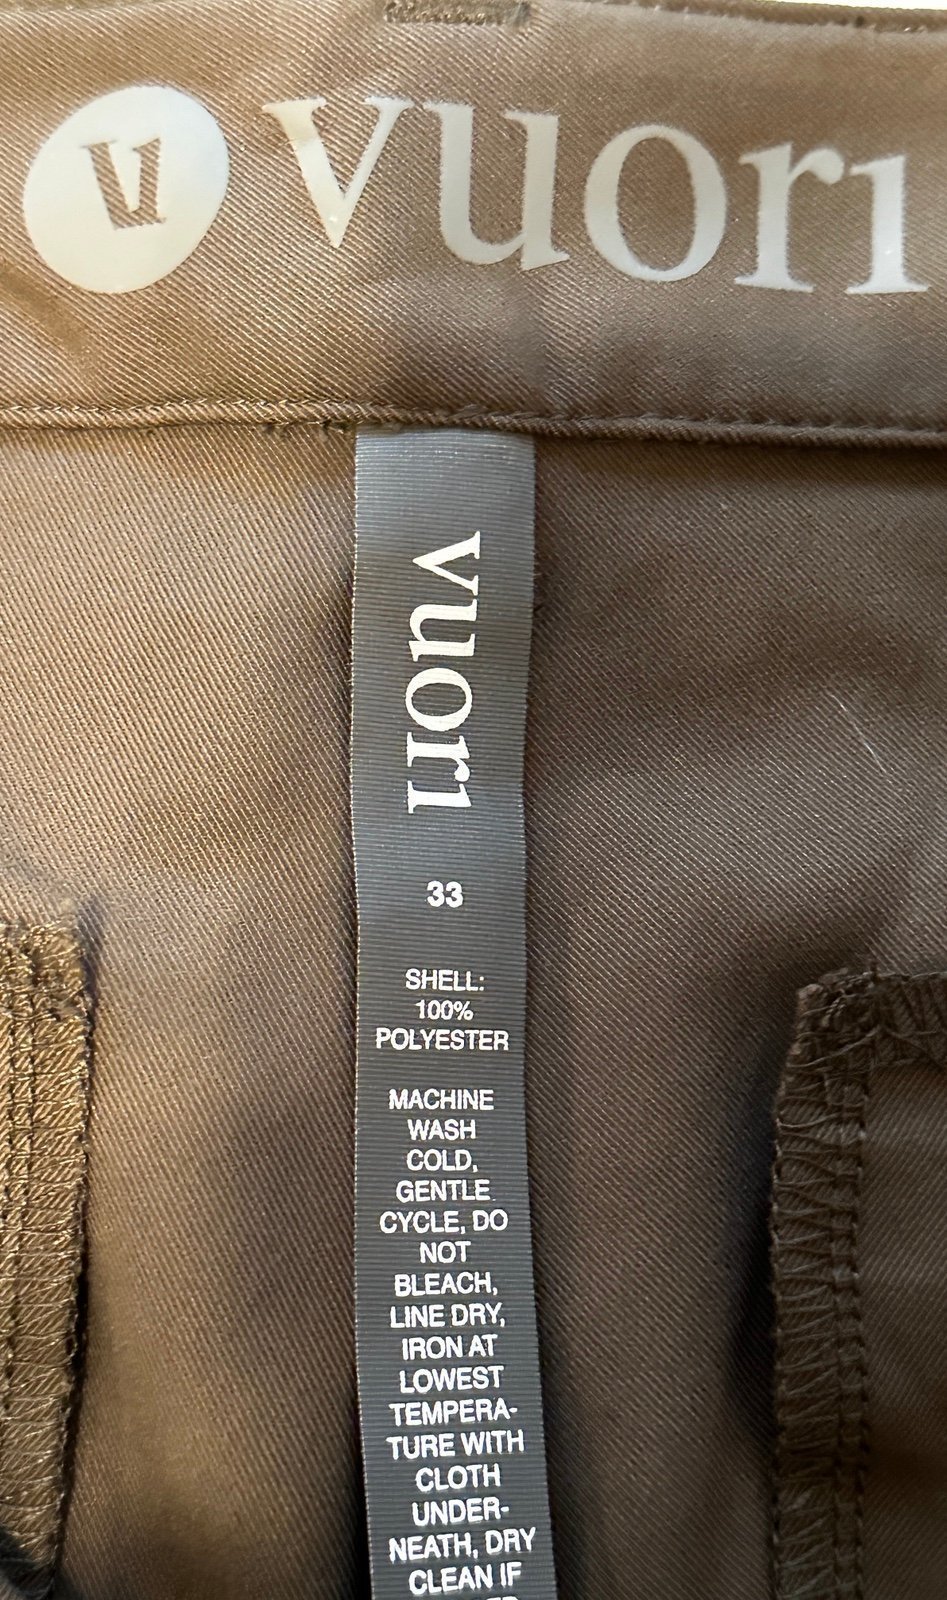 V vuori
vuori
33
SHELL:
100%
POLYESTER
MACHINE
WASH
COLD,
GENTLE
CYCLE, DO
NOT
BLEACH,
LINE DRY,
IRON AT
LOWEST
TEMPERA-
TURE WITH
CLOTH
UNDER-
NEATH, DRY
CLEAN IF